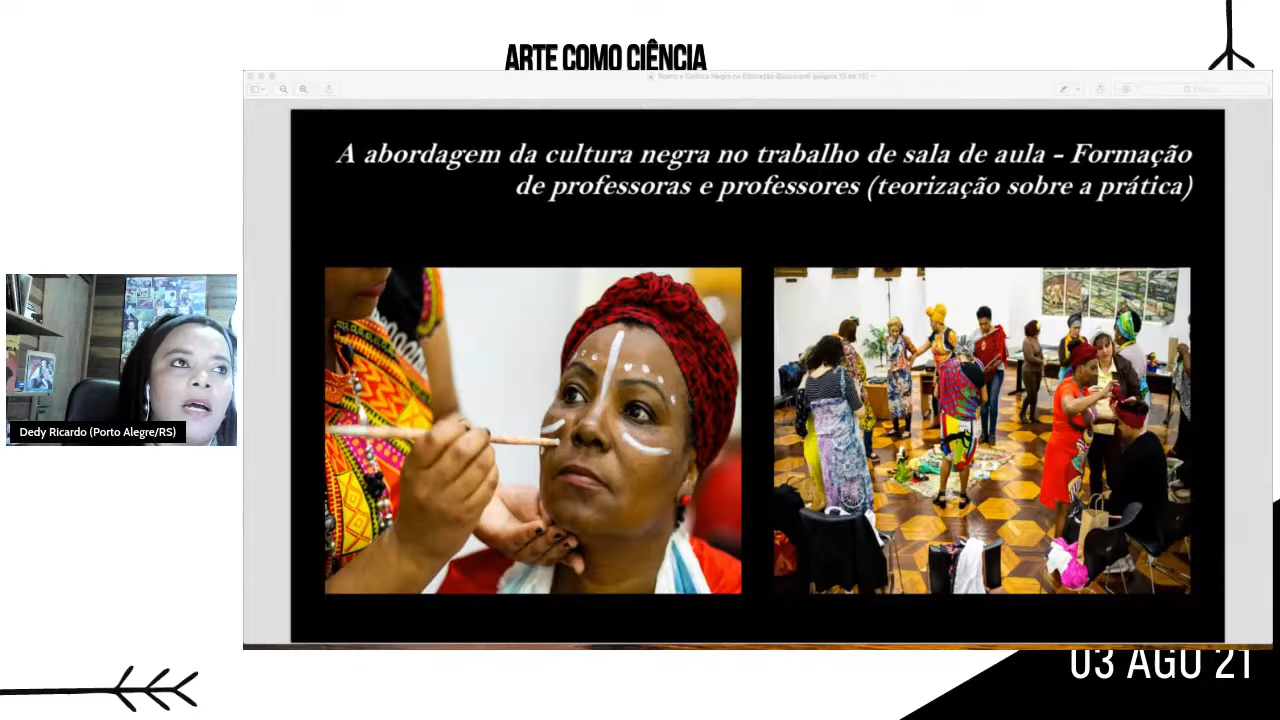 ARTE COMO CIÊNCIA
A abordagem da cultura negra no trabalho de sala de aula - Formação
de professoras e professores (teorização sobre a prática)
Dedy Ricardo (Porto Alegre/RS)
03 AGO 21